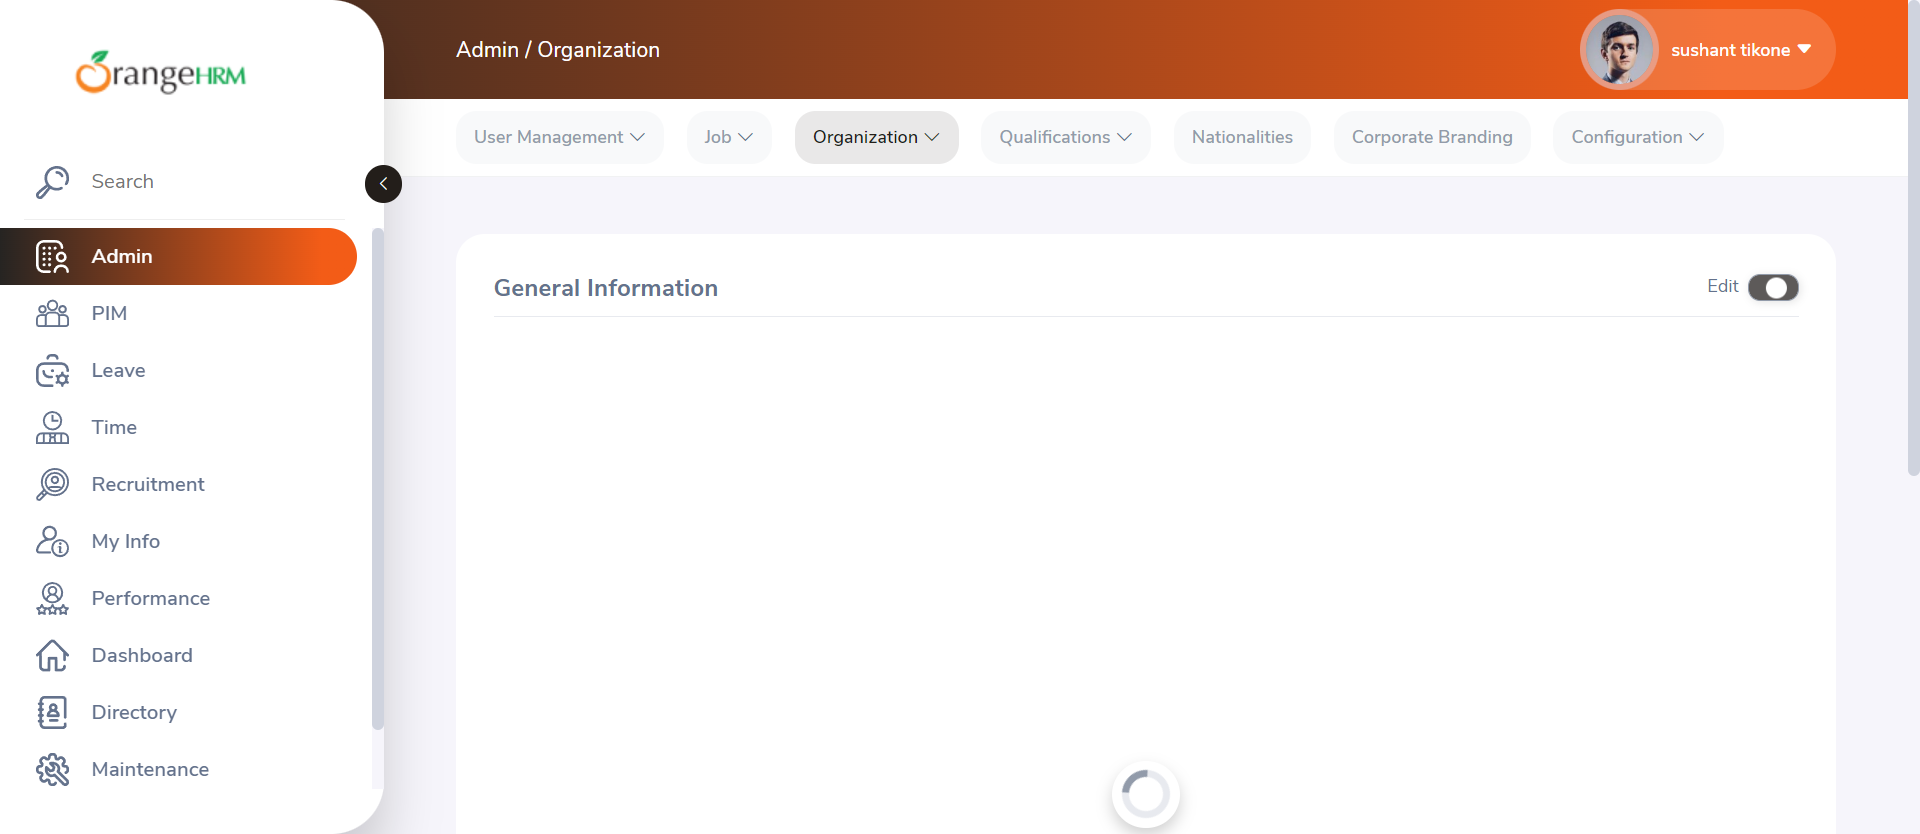 OrangeHRM
Search
Admin
PIM
Leave
Time
Recruitment
My Info
Performance
Dashboard
Directory
Maintenance
Admin / Organization
sushant tikone
User Management
Job
Organization
Qualifications
Nationalities
Corporate Branding
Configuration
General Information
Edit